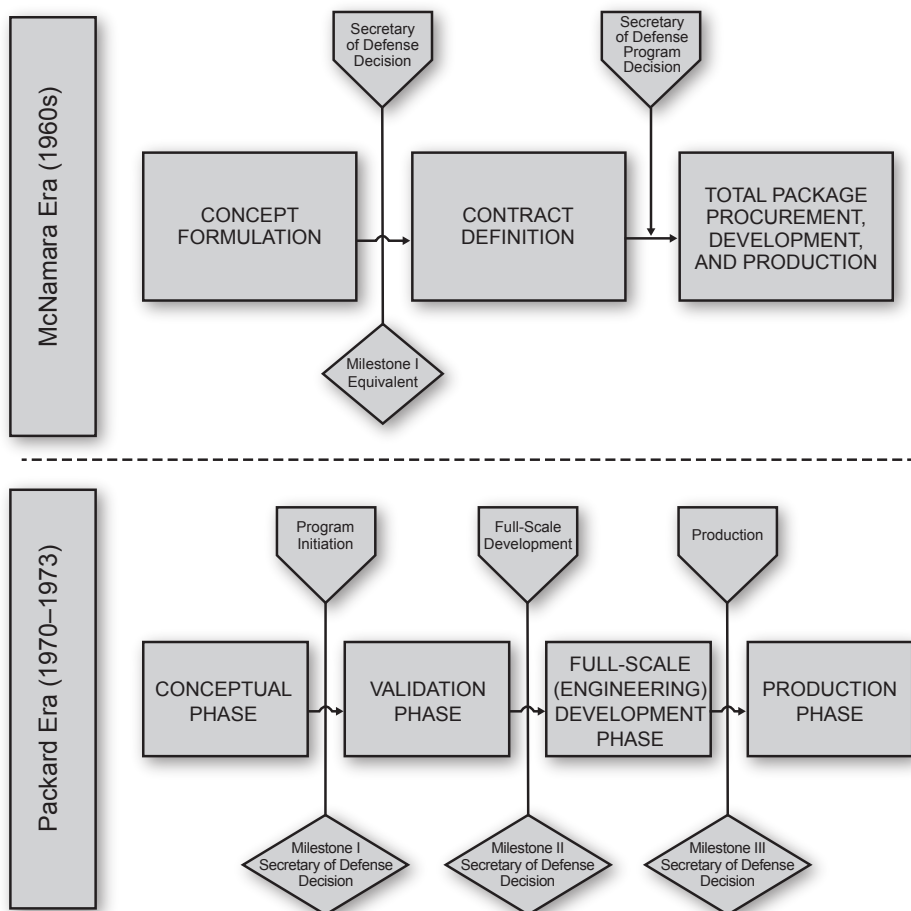 McNamara Era (1960s)
Secretary
of Defense
Decision
Secretary
of Defense
Program
Decision
CONCEPT
FORMULATION
CONTRACT
DEFINITION
TOTAL PACKAGE
PROCUREMENT,
DEVELOPMENT,
AND PRODUCTION
Milestone I
Equivalent
Packard Era (1970–1973)
Program
Initiation
Full-Scale
Development
Production
CONCEPTUAL
PHASE
VALIDATION
PHASE
FULL-SCALE
(ENGINEERING)
DEVELOPMENT
PHASE
PRODUCTION
PHASE
Milestone I
Secretary of Defense
Decision
Milestone II
Secretary of Defense
Decision
Milestone III
Secretary of Defense
Decision